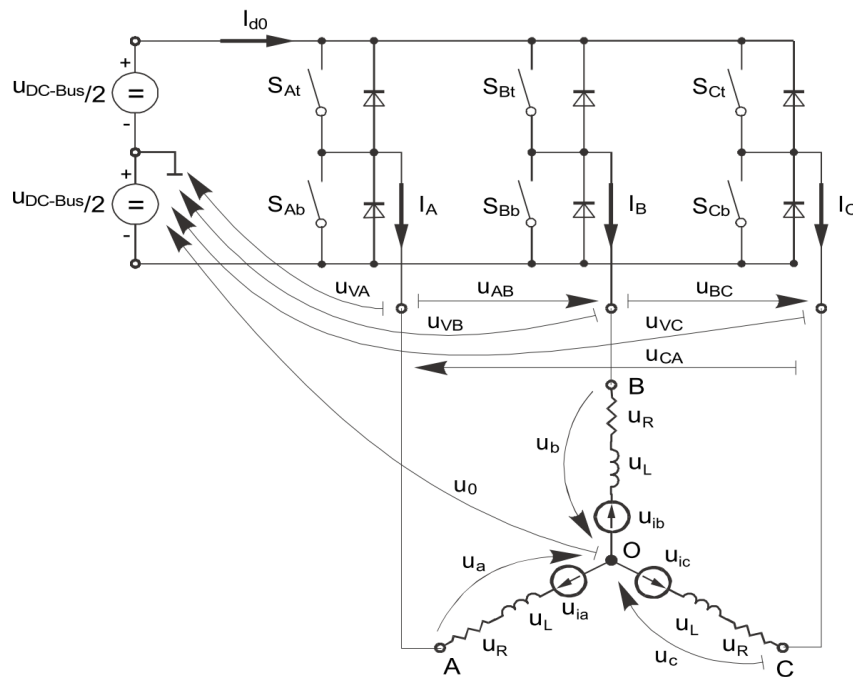 I_d0
+
u_DC-Bus/2
=
-
+
u_DC-Bus/2
=
-
S_At
S_Bt
S_Ct
S_Ab
I_A
S_Bb
I_B
S_Cb
I_C
u_VA
u_AB
u_BC
u_VB
u_VC
u_CA
B
u_R
u_b
u_L
u_0
u_ib
O
u_a
u_ic
u_ia
u_L
u_L
u_R
u_R
A
u_c
C